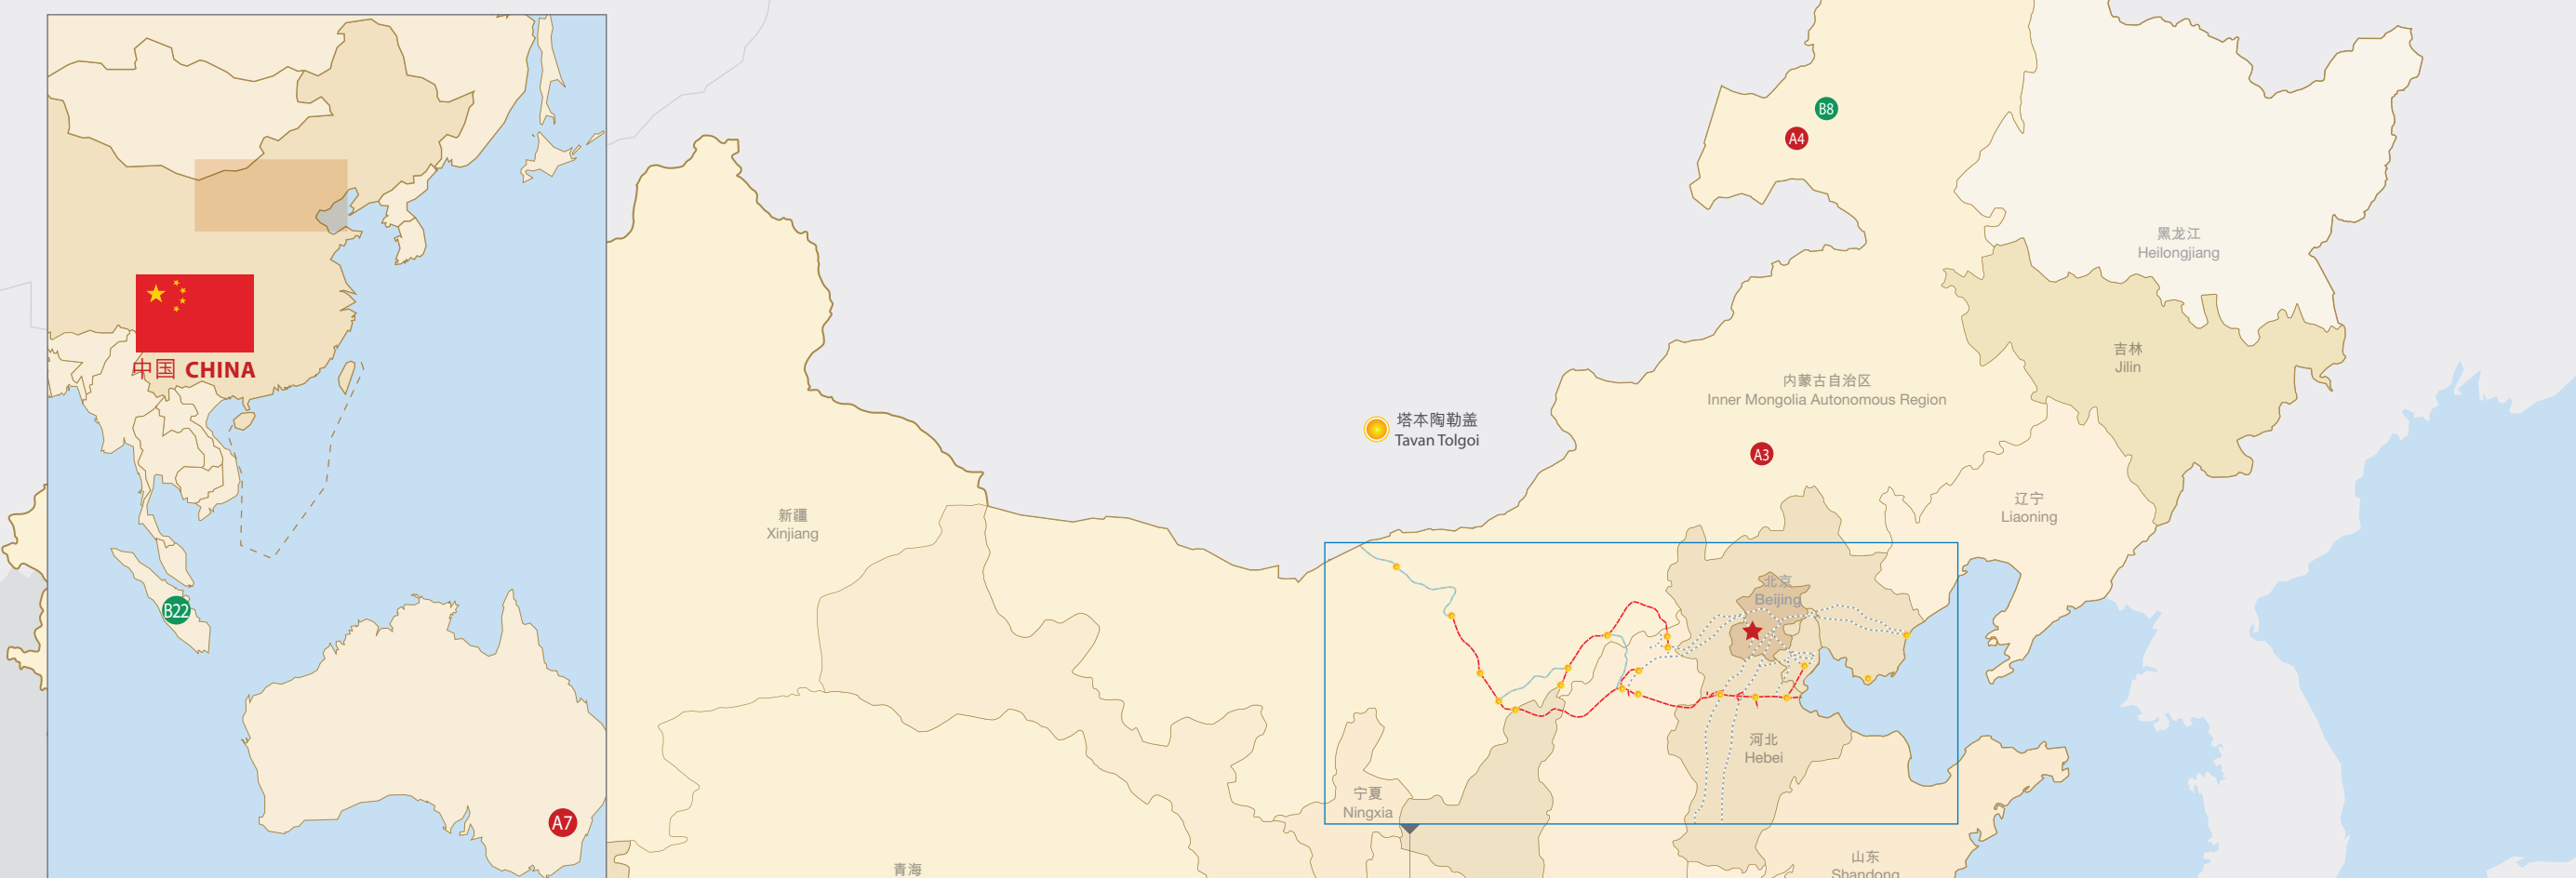 中国 CHINA
B22
A7
B8
A4
黑龙江
Heilongjiang
吉林
Jilin
内蒙古自治区
Inner Mongolia Autonomous Region
塔本陶勒盖
Tavan Tolgoi
A3
辽宁
Liaoning
新疆
Xinjiang
北京
Beijing
河北
Hebei
宁夏
Ningxia
青海
山东
Shandong